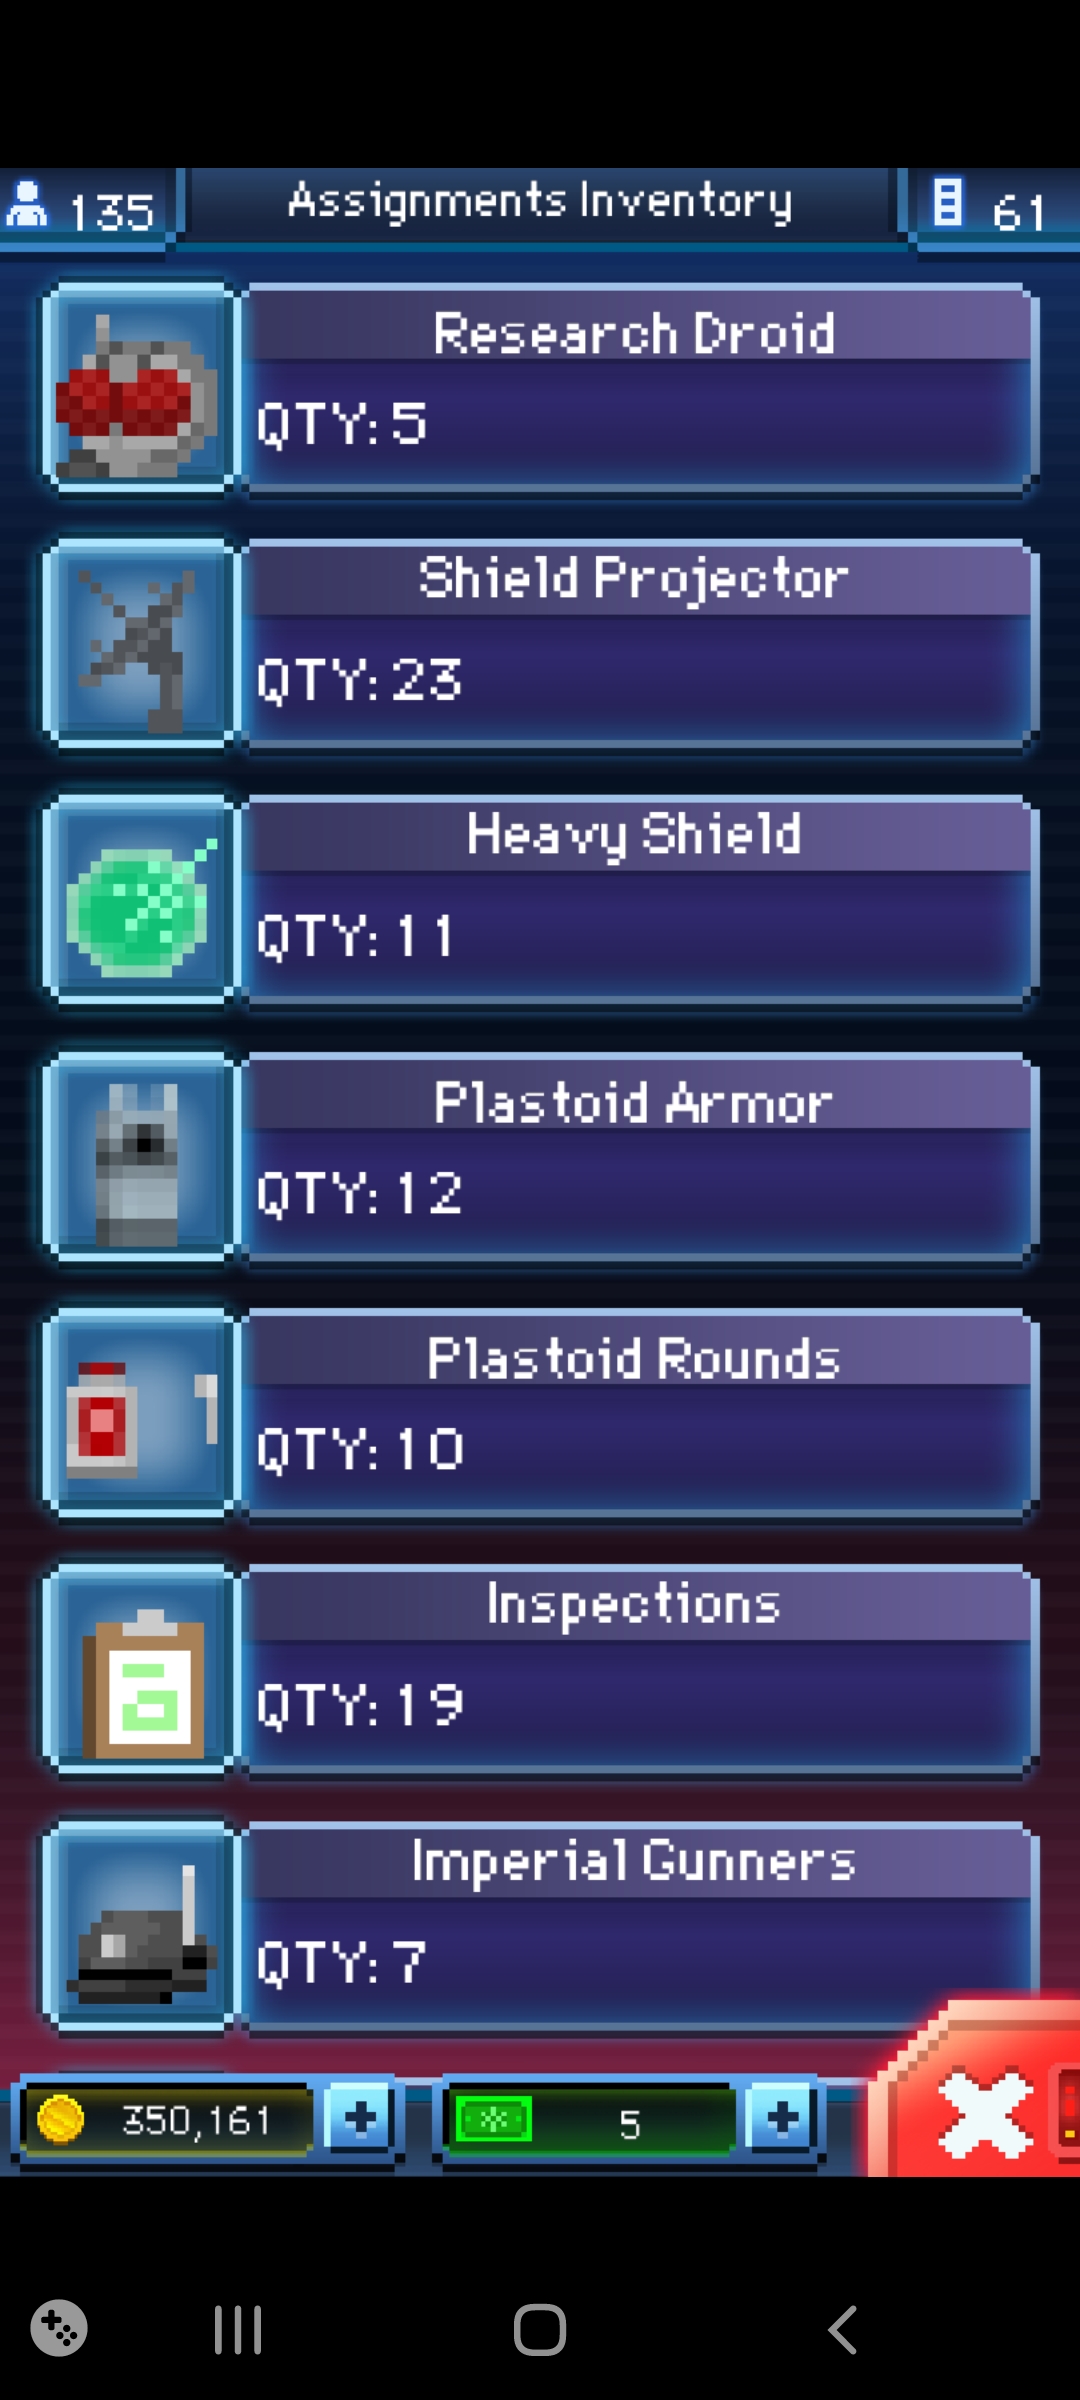 135
Assignments Inventory
61
Research Droid
QTY: 5
Shield Projector
QTY: 23
Heavy Shield
QTY: 11
Plastoid Armor
QTY: 12
Plastoid Rounds
QTY: 10
Inspections
QTY: 19
Imperial Gunners
QTY: 7
350,161
5